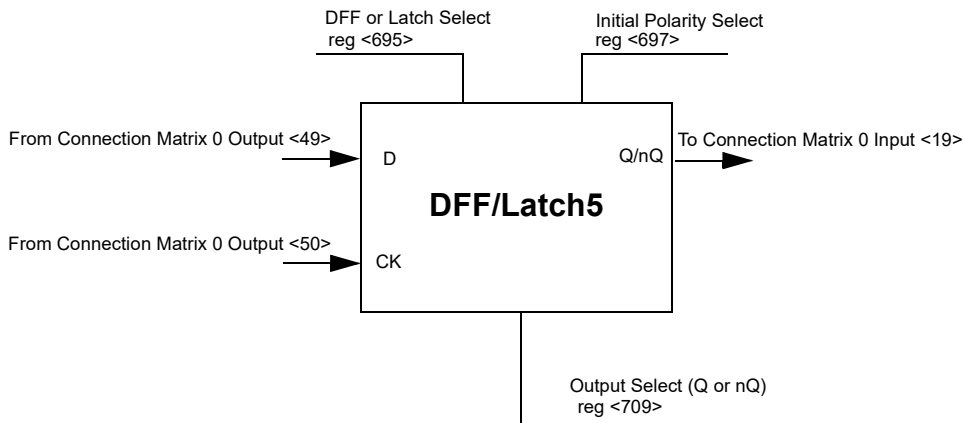 DFF or Latch Select
reg <695>
Initial Polarity Select
reg <697>
From Connection Matrix 0 Output <49>
D
Q/nQ
To Connection Matrix 0 Input <19>
DFF/Latch5
From Connection Matrix 0 Output <50>
CK
Output Select (Q or nQ)
reg <709>